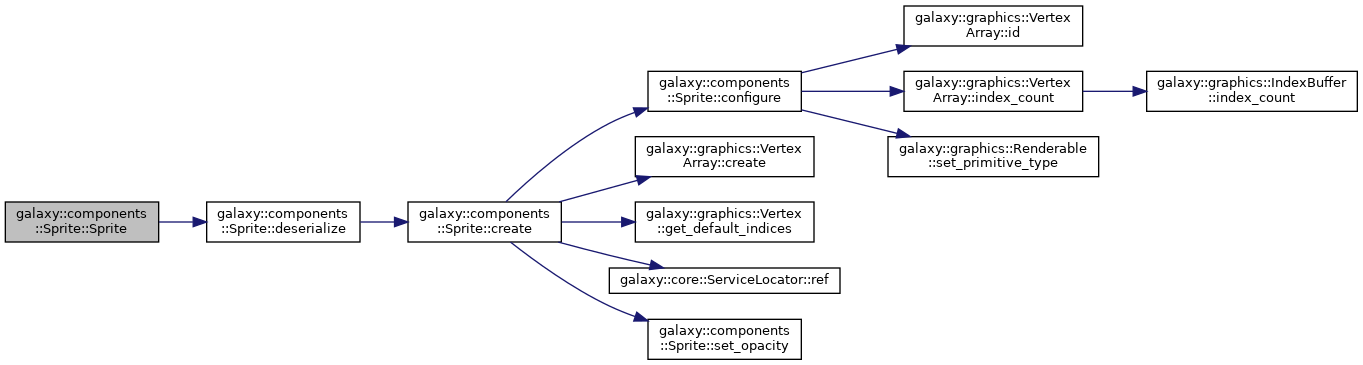 galaxy::components
::Sprite::Sprite
galaxy::components
::Sprite::deserialize
galaxy::components
::Sprite::create
galaxy::components
::Sprite::configure
galaxy::graphics::Vertex
Array::create
galaxy::graphics::Vertex
::get_default_indices
galaxy::core::ServiceLocator::ref
galaxy::components
::Sprite::set_opacity
galaxy::graphics::Vertex
Array::id
galaxy::graphics::Vertex
Array::index_count
galaxy::graphics::Renderable
::set_primitive_type
galaxy::graphics::IndexBuffer
::index_count